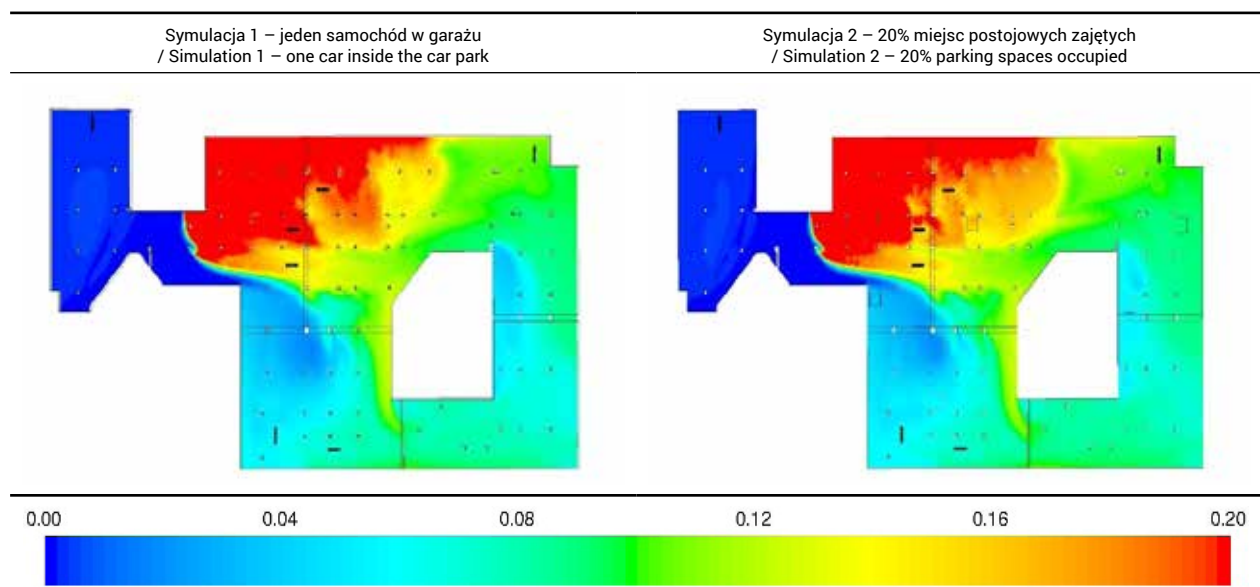 Symulacja 1 – jeden samochód w garażu
/ Simulation 1 – one car inside the car park
Symulacja 2 – 20% miejsc postojowych zajętych
/ Simulation 2 – 20% parking spaces occupied
0.00 0.04 0.08 0.12 0.16 0.20